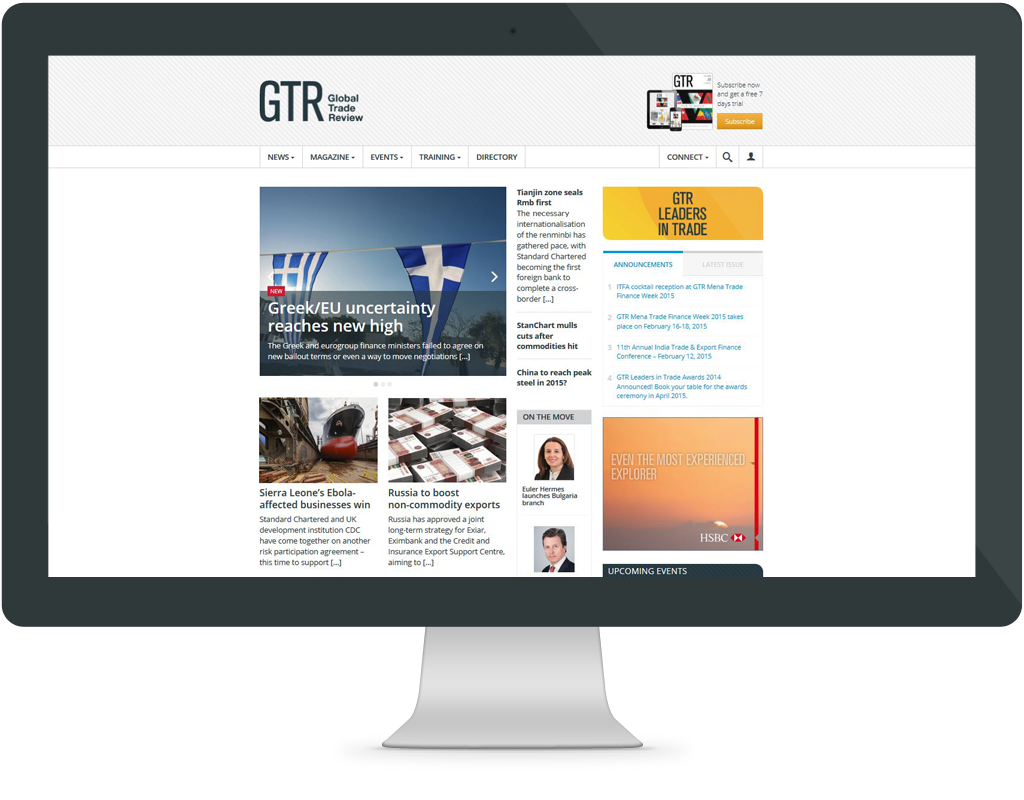 GTR Global
Trade
Review
GTR
Subscribe now
and get a free 7
days trial
Subscribe
NEWS
MAGAZINE
EVENTS
TRAINING
DIRECTORY
CONNECT
NEW
Greek/EU uncertainty
reaches new high
The Greek and eurogroup finance ministers failed to agree on
new bailout terms or even a way to move negotiations [...]
Sierra Leone's Ebola-
affected businesses win
Standard Chartered and UK
development institution CDC
have come together on another
risk participation agreement –
this time to support [...]
Russia to boost
non-commodity exports
Russia has approved a joint
long-term strategy for Exiar,
Eximbank and the Credit and
Insurance Export Support Centre,
aiming to [...]
Tianjin zone seals
Rmb first
The necessary
internationalisation
of the renminbi has
gathered pace, with
Standard Chartered
becoming the first
foreign bank to
complete a cross-
border [...]
StanChart mulls
cuts after
commodities hit
China to reach peak
steel in 2015?
ON THE MOVE
Euler Hermes
launches Bulgaria
branch
GTR
LEADERS
IN TRADE
ANNOUNCEMENTS
LATEST ISSUE
1 ITFA cocktail reception at GTR Mena Trade
Finance Week 2015
2 GTR Mena Trade Finance Week 2015 takes
place on February 16-18, 2015
3 11th Annual India Trade & Export Finance
Conference – February 12, 2015
4 GTR Leaders in Trade Awards 2014
Announced! Book your table for the awards
ceremony in April 2015.
EVEN THE MOST EXPERIENCED
EXPLORER
HSBC
UPCOMING EVENTS